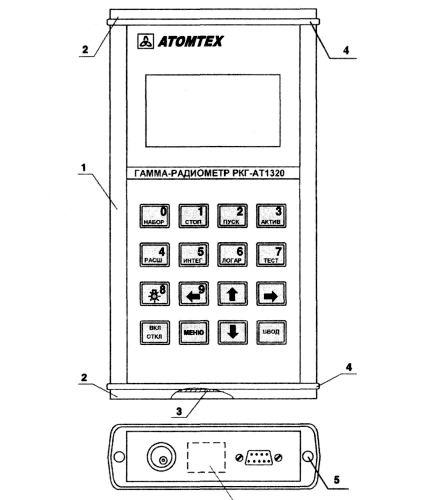 2
4
ATOMTEX
1
ГАММА-РАДИОМЕТР РКГ-АТ1320
0 НАБОР
1 СТОП
2 ПУСК
3 АКТИВ
4 РАСШ
5 ИНТЕГ
6 ЛОГАР
7 ТЕСТ
8
9
ВКЛ
ОТКЛ
МЕНЮ
ВВОД
2
4
3
5